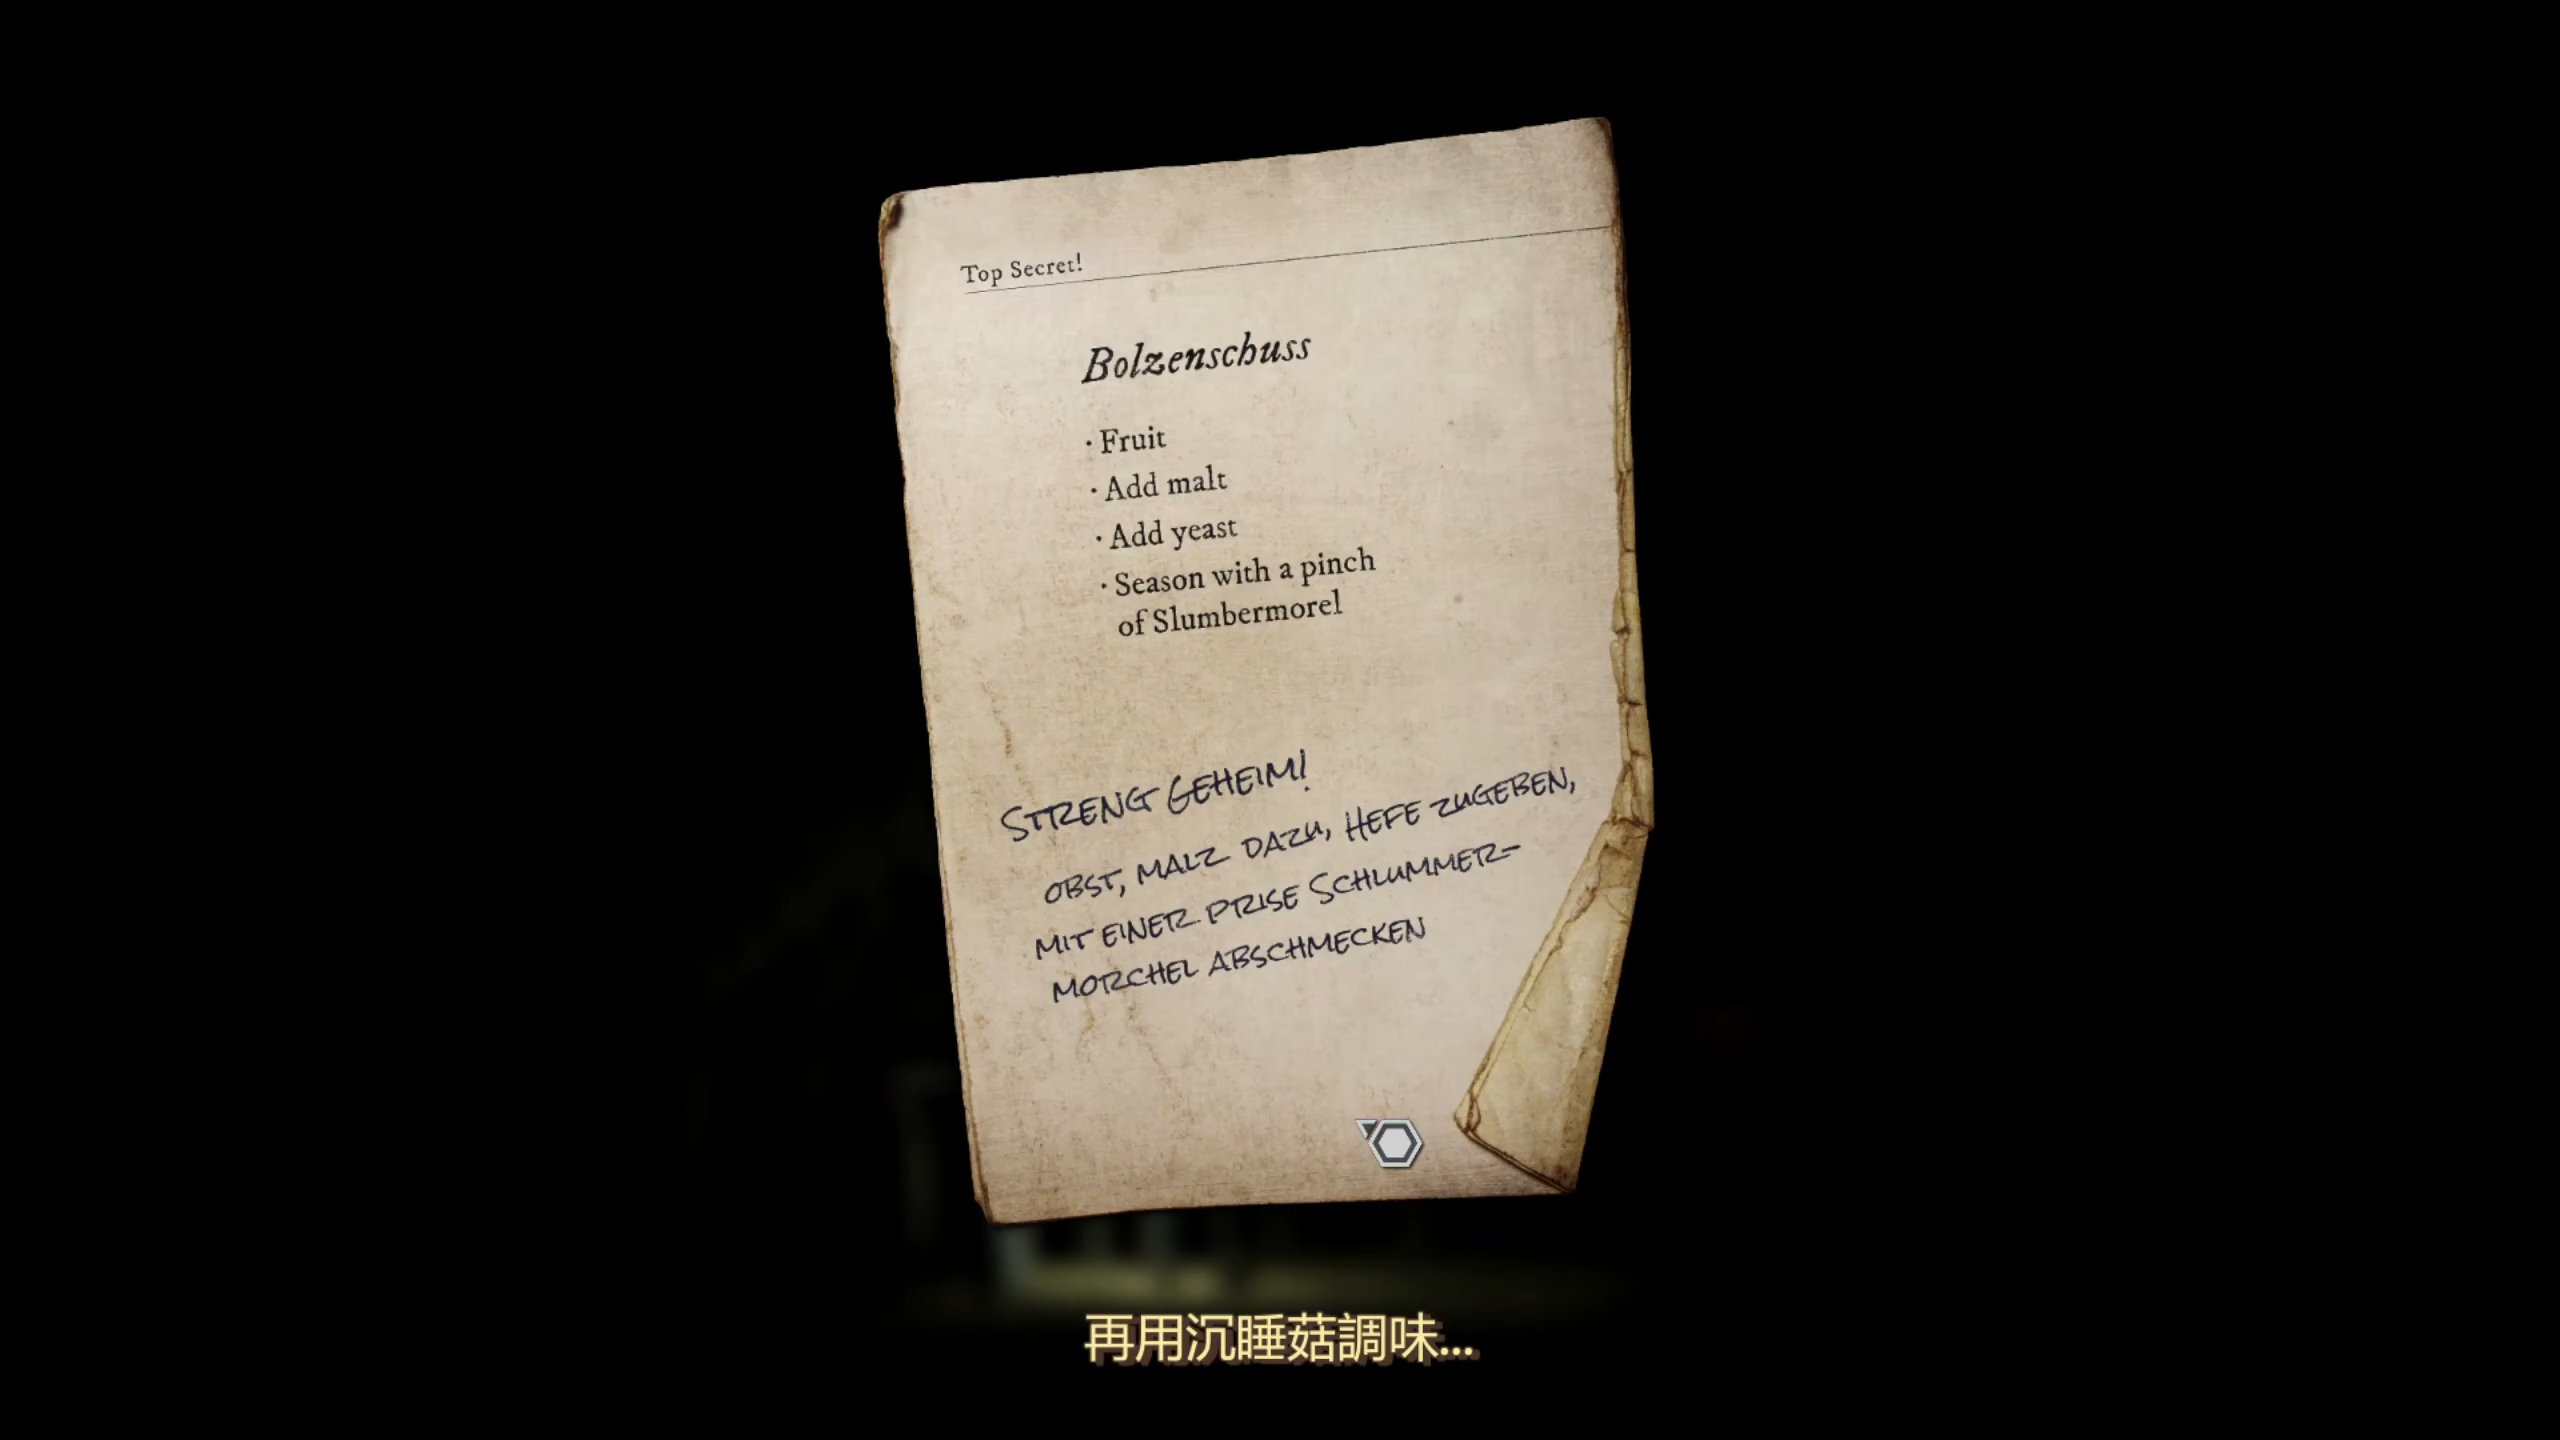 Top Secret!
Bolzenschuss
· Fruit
· Add malt
· Add yeast
· Season with a pinch
of Slumbermorel
STRENG GEHEIM!
OBST, MALZ DAZU, HEFE ZUGEBEN,
MIT EINER PRISE SCHLUMMER-
MORCHEL ABSCHMECKEN
再用沉睡菇調味...